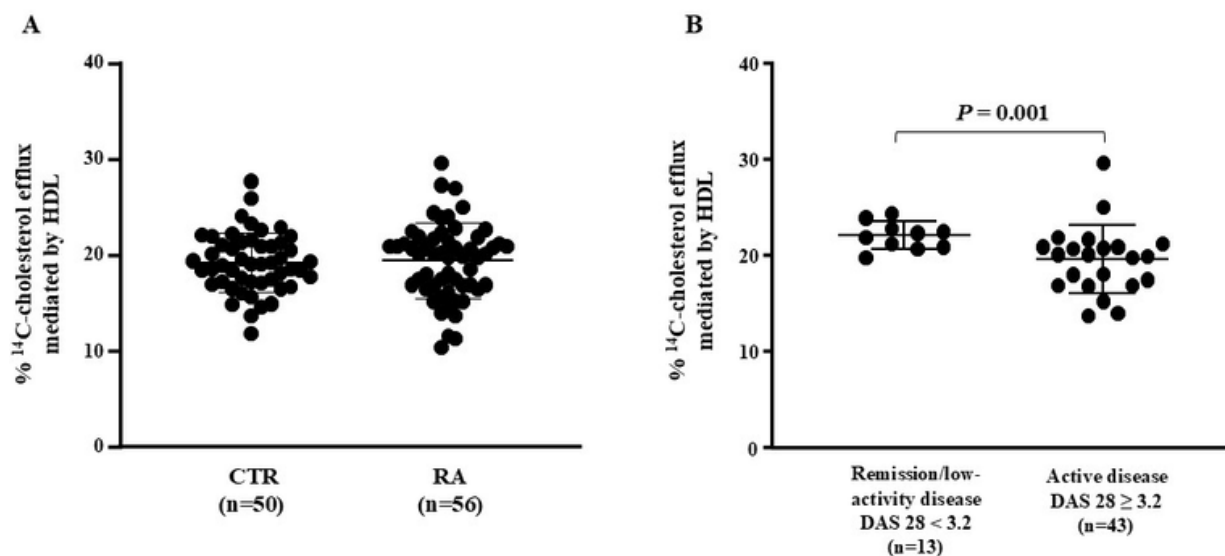 A
% ¹⁴C-cholesterol efflux
mediated by HDL
40
30
20
10
0
CTR
(n=50)
RA
(n=56)
B
% ¹⁴C-cholesterol efflux
mediated by HDL
40
30
20
10
0
P = 0.001
Remission/low-
activity disease
DAS 28 < 3.2
(n=13)
Active disease
DAS 28 ≥ 3.2
(n=43)